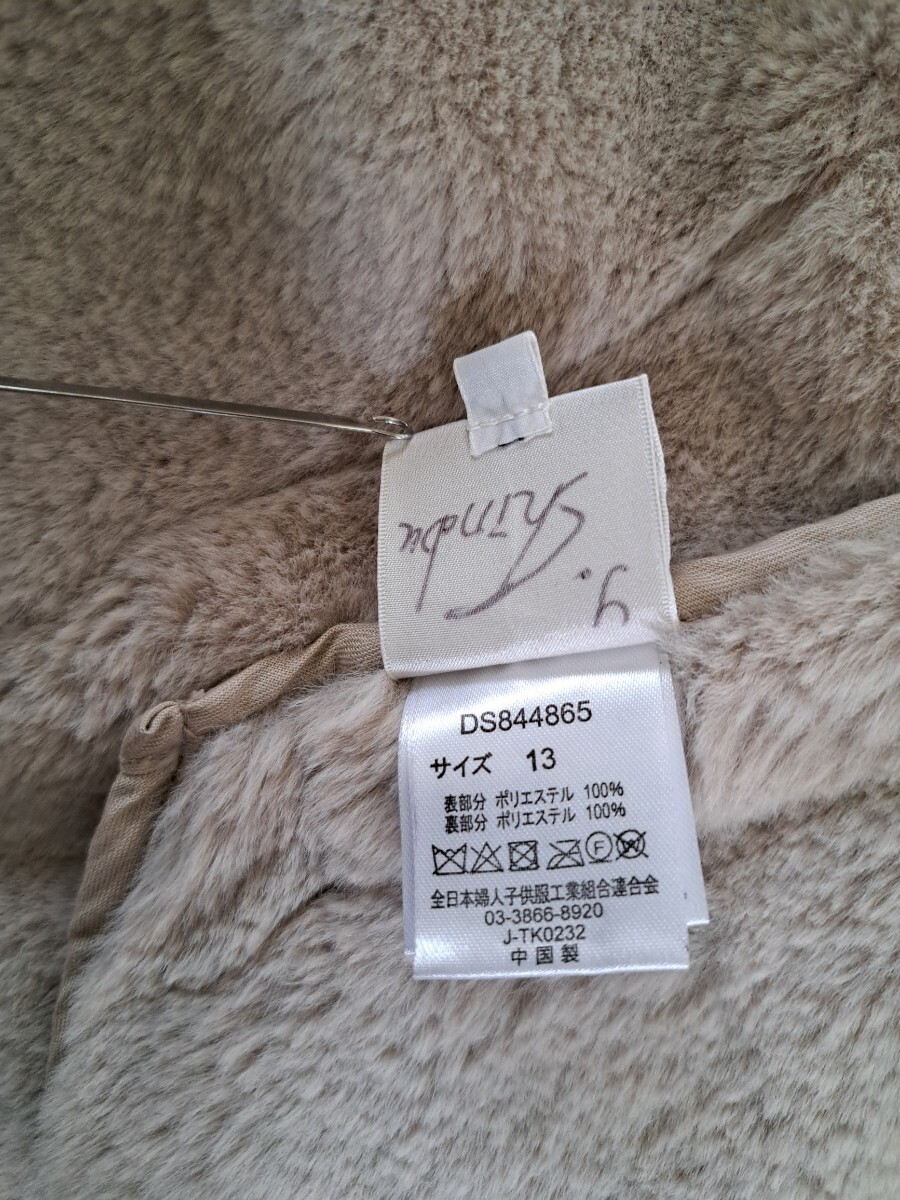 y. Shinobu
DS844865
サイズ 13
表部分 ポリエステル 100%
裏部分 ポリエステル 100%
全日本婦人子供服工業組合連合会
03-3866-8920
J-TK0232
中国製